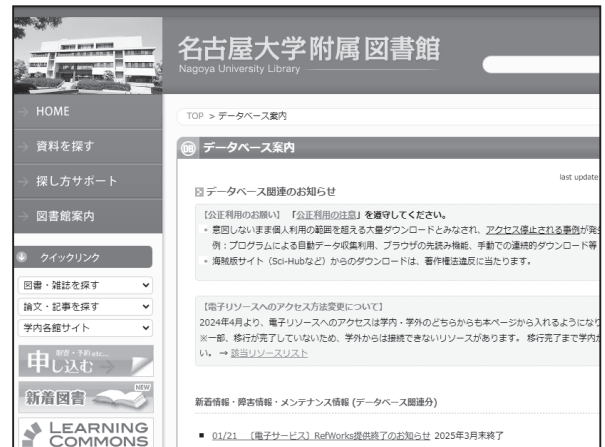 名古屋大学附属図書館
Nagoya University Library
HOME
資料を探す
探し方サポート
図書館案内
クイックリンク
図書・雑誌を探す
論文・記事を探す
学内各館サイト
取寄・予約 etc...
申し込む
新着図書
NEW
LEARNING
COMMONS
TOP > データベース案内
DB データベース案内
last update
データベース関連のお知らせ
【公正利用のお願い】 「公正利用の注意」を遵守してください。
• 意図しないまま個人利用の範囲を超える大量ダウンロードとみなされ、アクセス停止される事例が発
例：プログラムによる自動データ収集利用、ブラウザの先読み機能、手動での連続的ダウンロード等
• 海賊版サイト（Sci-Hubなど）からのダウンロードは、著作権法違反に当たります。
【電子リソースへのアクセス方法変更について】
2024年4月より、電子リソースへのアクセスは学内・学外のどちらからも本ページから入れるようになり
※一部、移行が完了していないため、学外からは接続できないリソースがあります。 移行完了まで学内か
い。 → 該当リソースリスト
新着情報・障害情報・メンテナンス情報 (データベース関連分)
■ 01/21 〔電子サービス〕RefWorks提供終了のお知らせ 2025年3月末終了